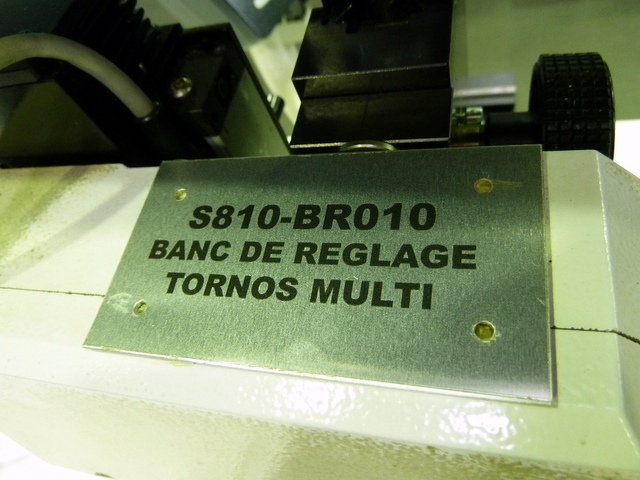 S810-BR010
BANC DE REGLAGE
TORNOS MULTI